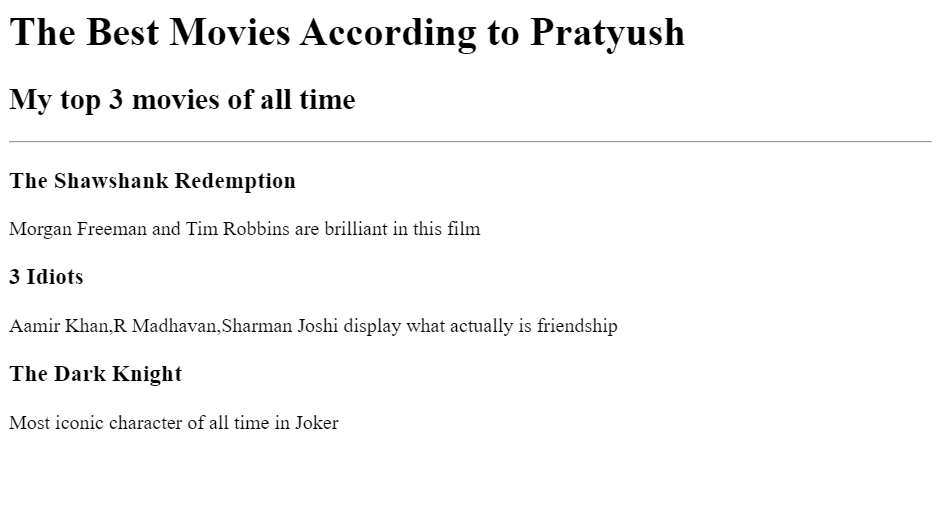 The Best Movies According to Pratyush
My top 3 movies of all time
The Shawshank Redemption
Morgan Freeman and Tim Robbins are brilliant in this film
3 Idiots
Aamir Khan,R Madhavan,Sharman Joshi display what actually is friendship
The Dark Knight
Most iconic character of all time in Joker